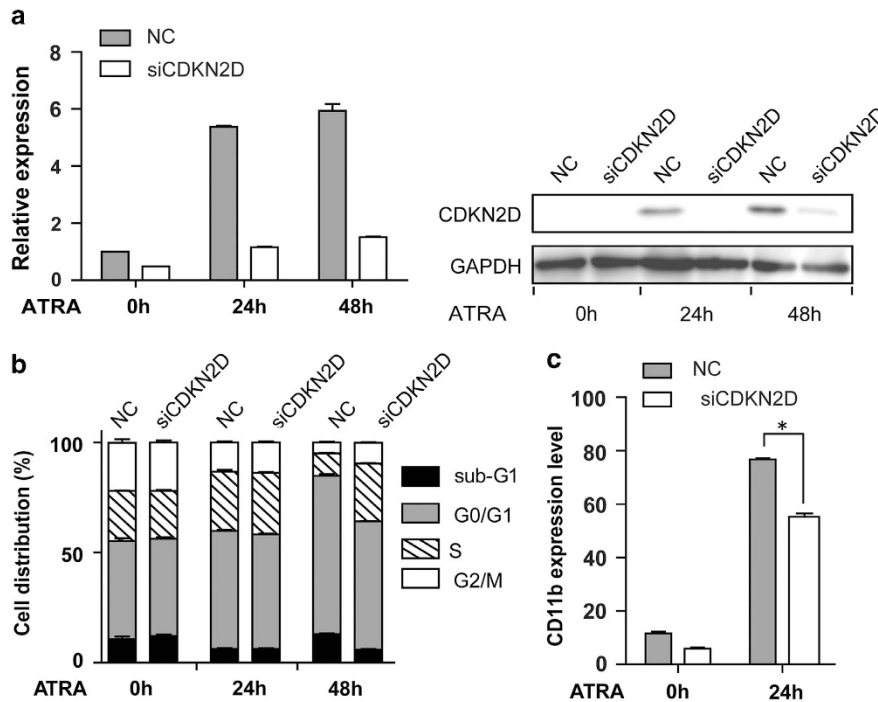 a
NC
siCDKN2D
Relative expression
8
6
4
2
0
ATRA 0h 24h 48h
NC siCDKN2D NC siCDKN2D NC siCDKN2D
CDKN2D
GAPDH
ATRA 0h 24h 48h
b
NC siCDKN2D NC siCDKN2D NC siCDKN2D
Cell distribution (%)
100
50
0
sub-G1
G0/G1
S
G2/M
ATRA 0h 24h 48h
c
NC
siCDKN2D
CD11b expression level
100
80
60
40
20
0
*
ATRA 0h 24h